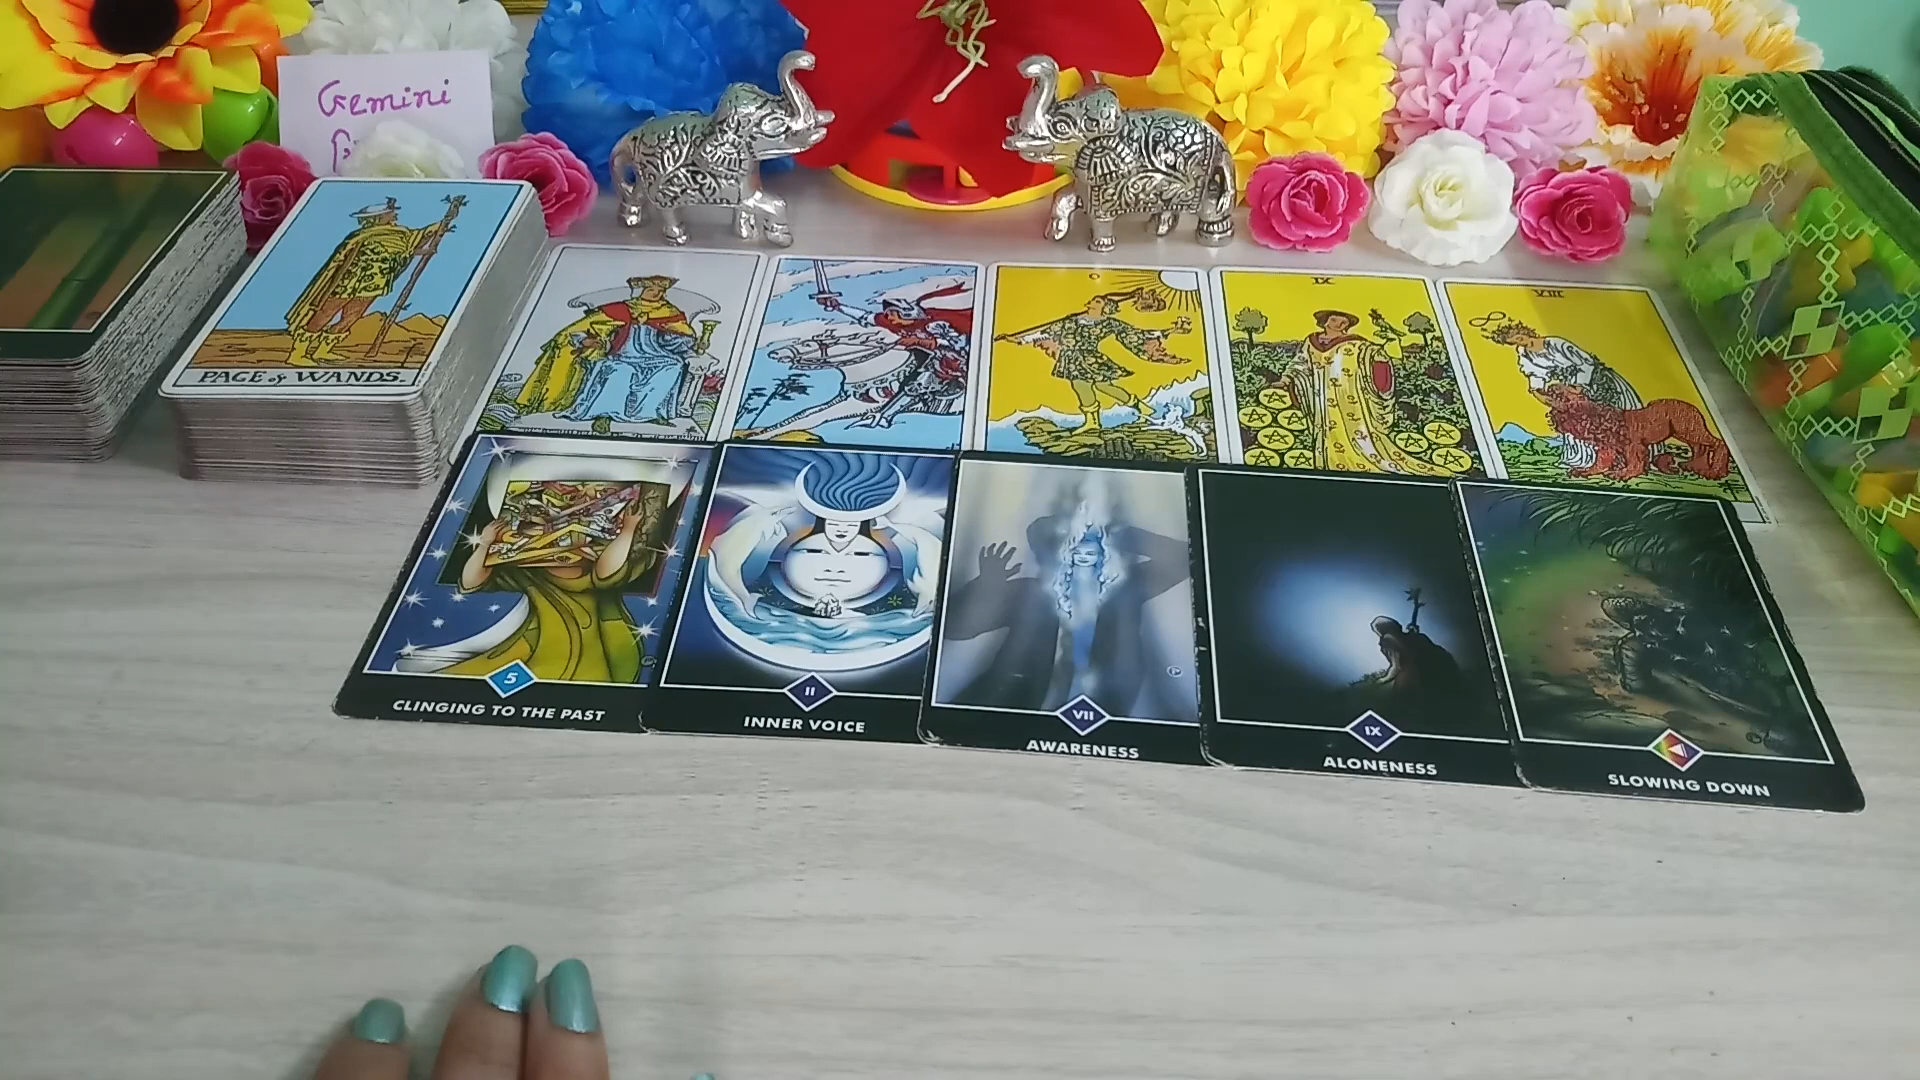 Gemini
PAGE of WANDS.
IX
VIII
5
CLINGING TO THE PAST
II
INNER VOICE
VII
AWARENESS
IX
ALONENESS
SLOWING DOWN